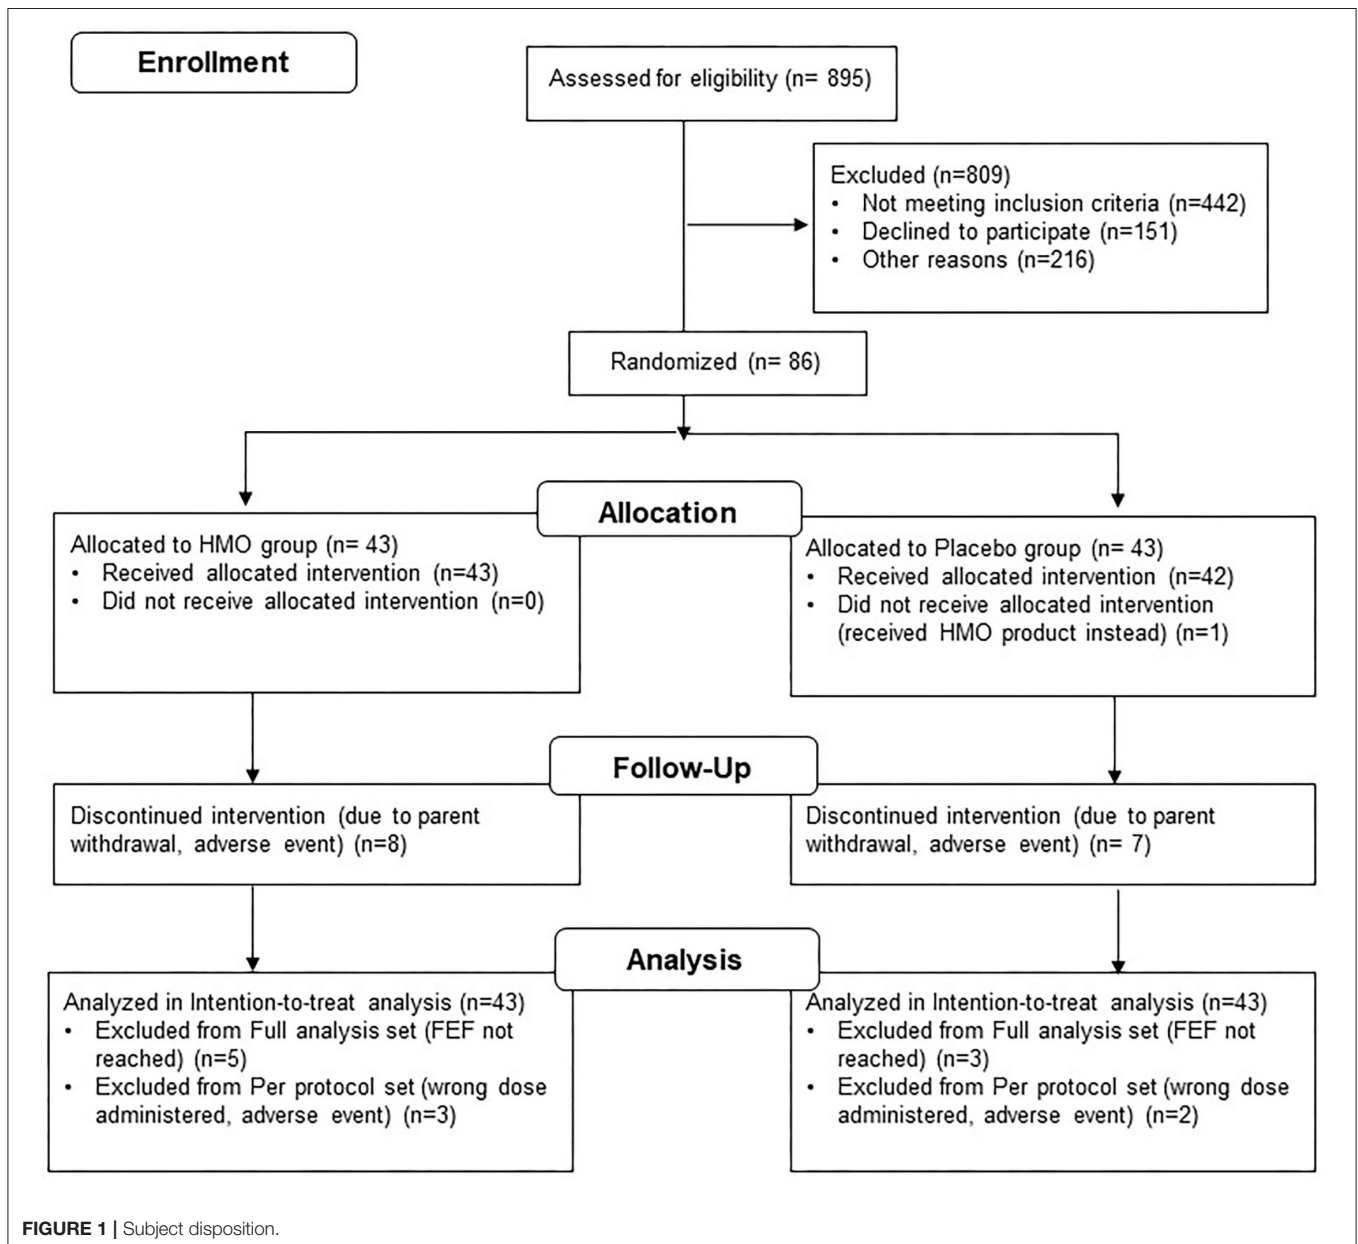 Enrollment
Assessed for eligibility (n= 895)
Excluded (n=809)
• Not meeting inclusion criteria (n=442)
• Declined to participate (n=151)
• Other reasons (n=216)
Randomized (n= 86)
Allocation
Allocated to HMO group (n= 43)
• Received allocated intervention (n=43)
• Did not receive allocated intervention (n=0)
Allocated to Placebo group (n= 43)
• Received allocated intervention (n=42)
• Did not receive allocated intervention
(received HMO product instead) (n=1)
Follow-Up
Discontinued intervention (due to parent
withdrawal, adverse event) (n=8)
Discontinued intervention (due to parent
withdrawal, adverse event) (n= 7)
Analysis
Analyzed in Intention-to-treat analysis (n=43)
• Excluded from Full analysis set (FEF not
reached) (n=5)
• Excluded from Per protocol set (wrong dose
administered, adverse event) (n=3)
Analyzed in Intention-to-treat analysis (n=43)
• Excluded from Full analysis set (FEF not
reached) (n=3)
• Excluded from Per protocol set (wrong dose
administered, adverse event) (n=2)
FIGURE 1 | Subject disposition.